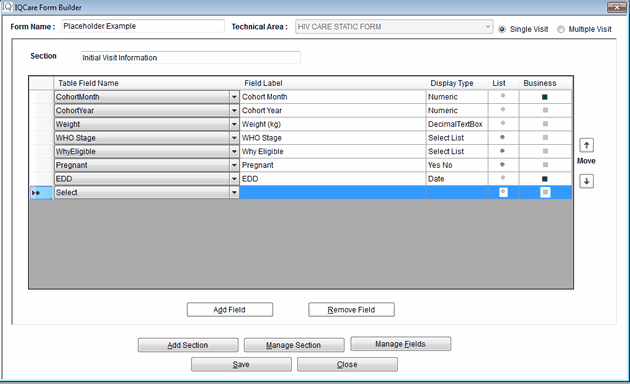 IQ IQCare Form Builder
Form Name : Placeholder Example Technical Area : HIV CARE STATIC FORM Single Visit Multiple Visit
Section Initial Visit Information
Table Field Name Field Label Display Type List Business
CohortMonth Cohort Month Numeric
CohortYear Cohort Year Numeric
Weight Weight (kg) DecimalTextBox
WHO Stage WHO Stage Select List
WhyEligible Why Eligible Select List
Pregnant Pregnant Yes No
EDD EDD Date
Select
Move
Add Field Remove Field
Add Section Manage Section Manage Fields
Save Close